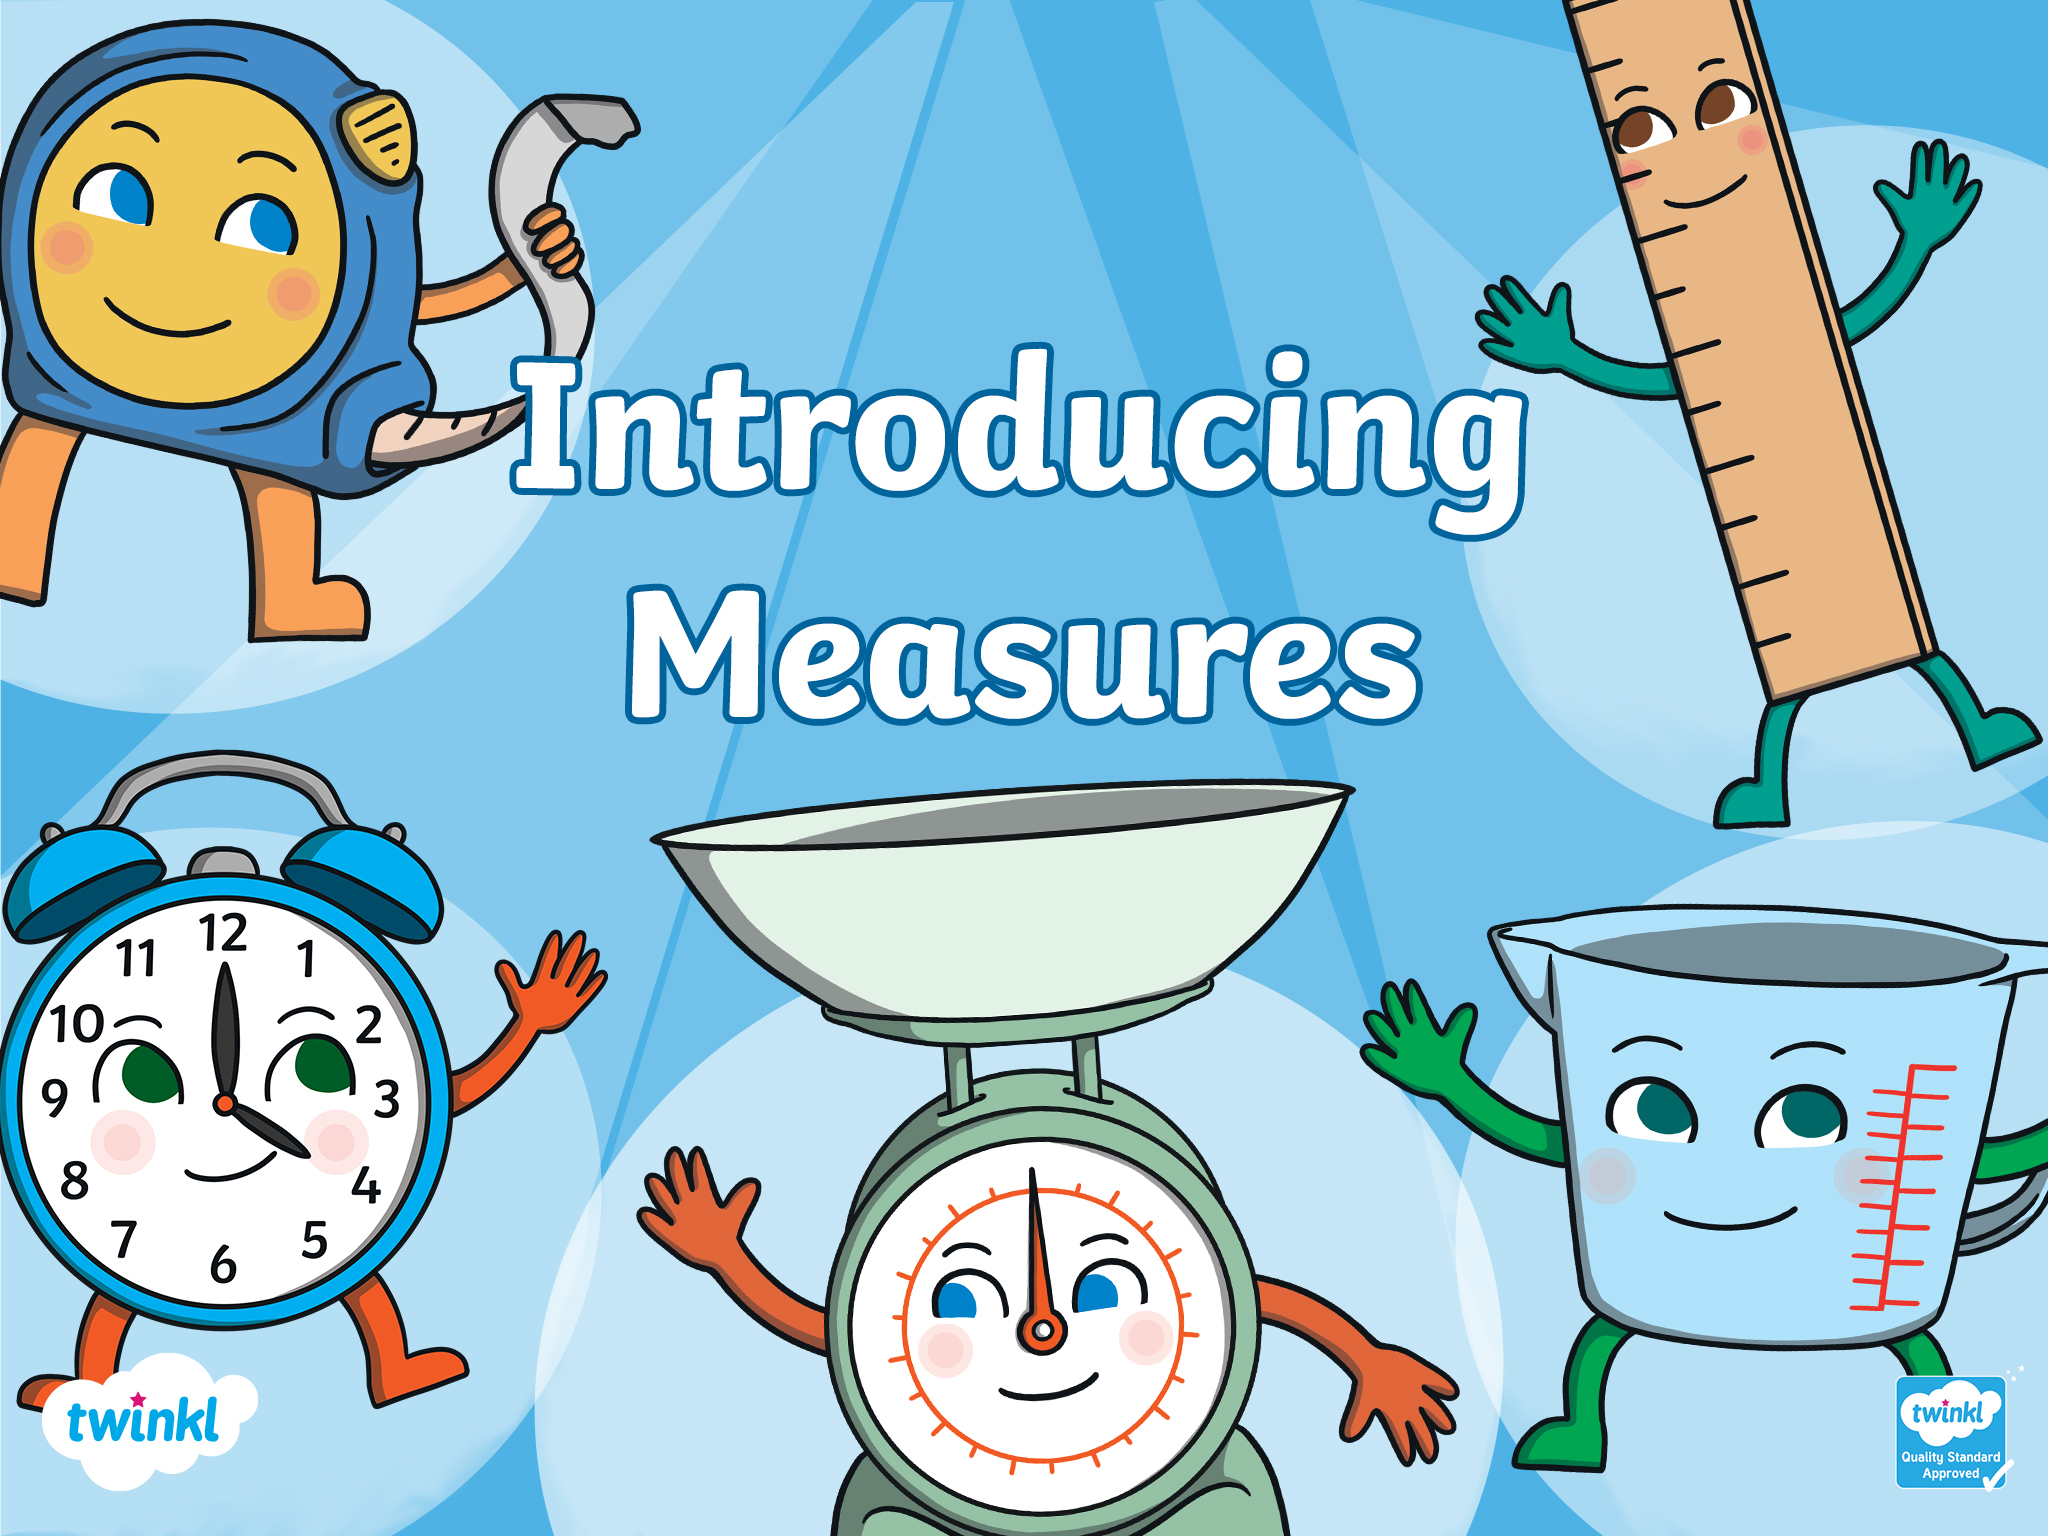 Introducing
Measures
12
11
1
10
2
9
3
8
4
7
5
6
twinkl
twinkl
Quality Standard
Approved